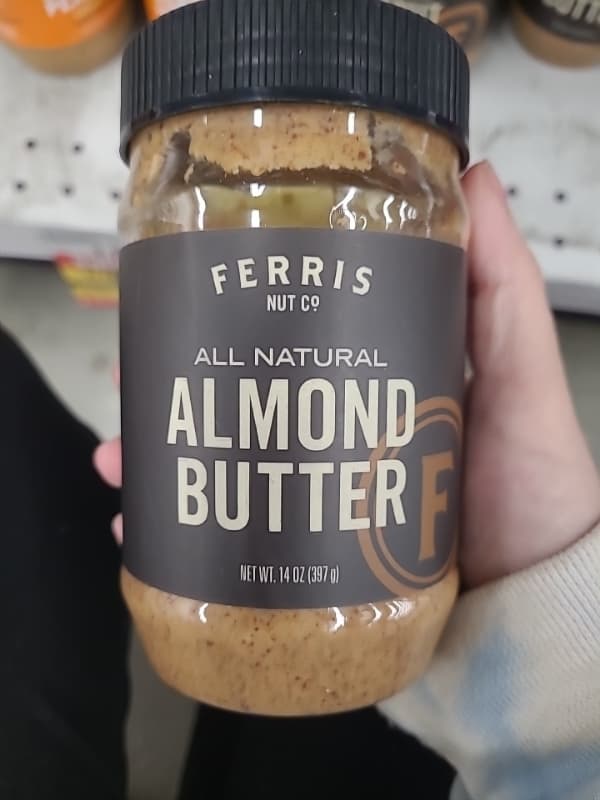 FERRIS
NUT Cº
ALL NATURAL
ALMOND
BUTTER
F
NET WT. 14 OZ (397 g)